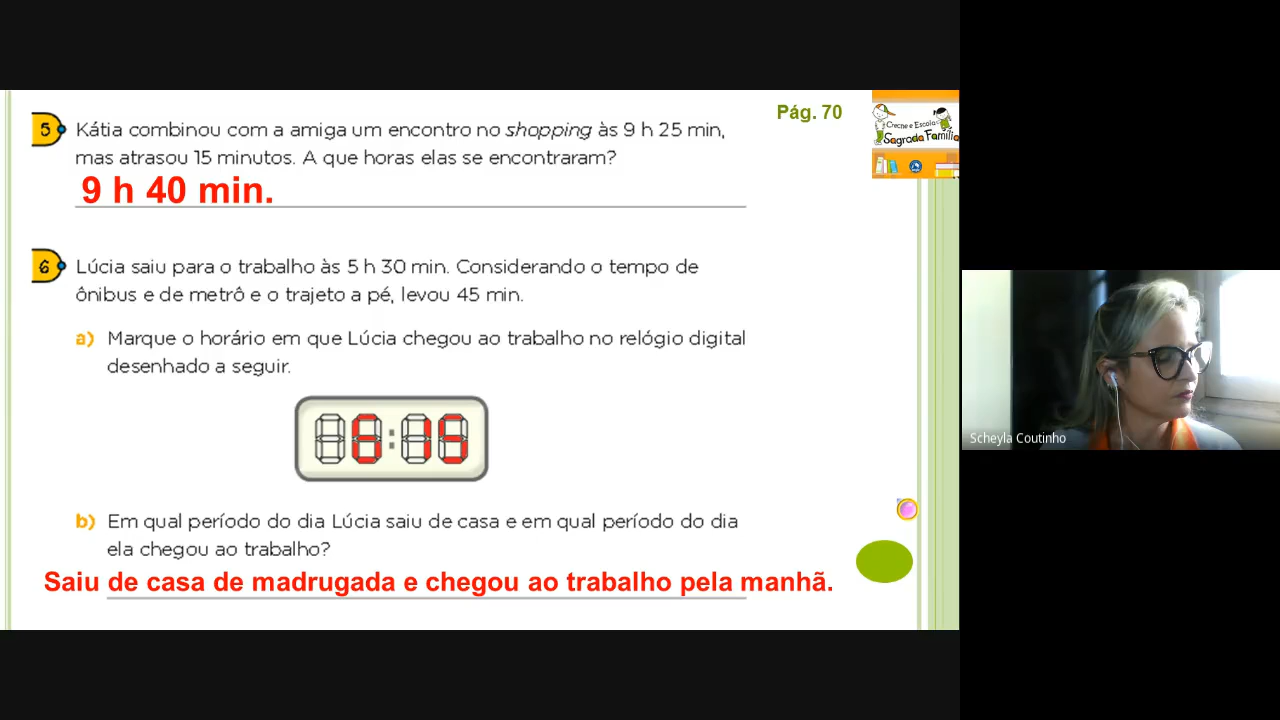 Pág. 70
Creche e Escola
Sagrada Família
5 Kátia combinou com a amiga um encontro no shopping às 9 h 25 min,
mas atrasou 15 minutos. A que horas elas se encontraram?
9 h 40 min.
6 Lúcia saiu para o trabalho às 5 h 30 min. Considerando o tempo de
ônibus e de metrô e o trajeto a pé, levou 45 min.
a) Marque o horário em que Lúcia chegou ao trabalho no relógio digital
desenhado a seguir.
6:15
b) Em qual período do dia Lúcia saiu de casa e em qual período do dia
ela chegou ao trabalho?
Saiu de casa de madrugada e chegou ao trabalho pela manhã.
Scheyla Coutinho